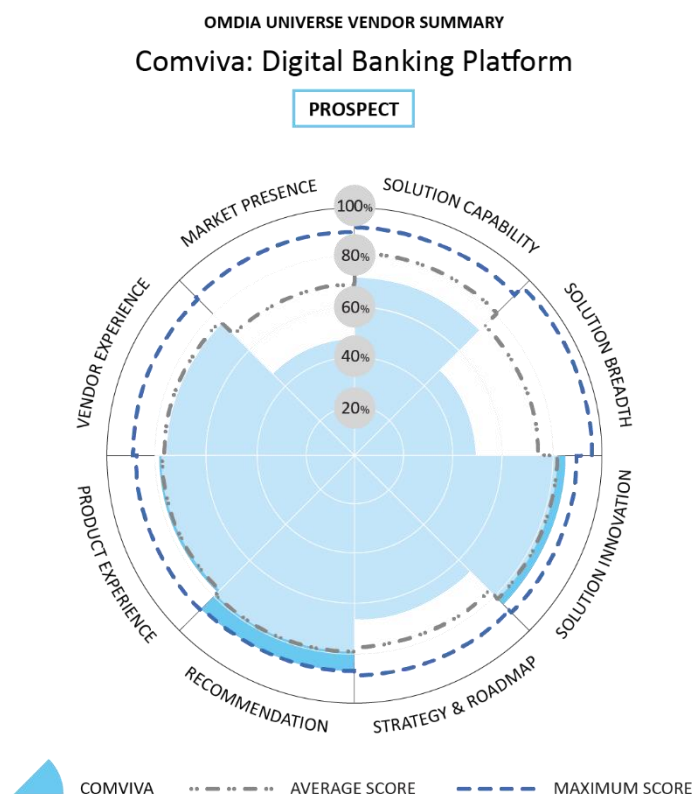 OMDIA UNIVERSE VENDOR SUMMARY
Comviva: Digital Banking Platform
PROSPECT
MARKET PRESENCE
SOLUTION CAPABILITY
VENDOR EXPERIENCE
SOLUTION BREADTH
100%
80%
60%
40%
20%
PRODUCT EXPERIENCE
SOLUTION INNOVATION
RECOMMENDATION
STRATEGY & ROADMAP
COMVIVA
AVERAGE SCORE
MAXIMUM SCORE